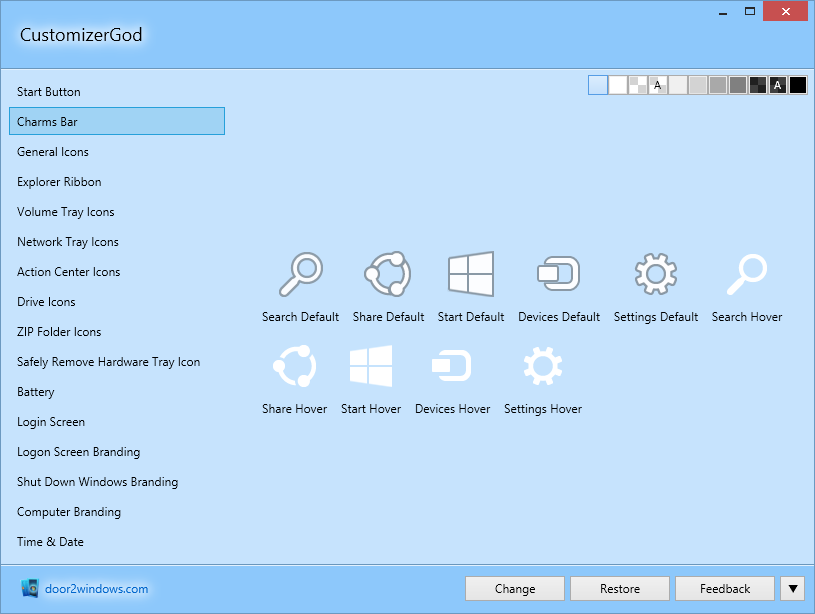 CustomizerGod
Start Button
Charms Bar
General Icons
Explorer Ribbon
Volume Tray Icons
Network Tray Icons
Action Center Icons
Drive Icons
ZIP Folder Icons
Safely Remove Hardware Tray Icon
Battery
Login Screen
Logon Screen Branding
Shut Down Windows Branding
Computer Branding
Time & Date
A A
Search Default Share Default Start Default Devices Default Settings Default Search Hover
Share Hover Start Hover Devices Hover Settings Hover
door2windows.com
Change Restore Feedback